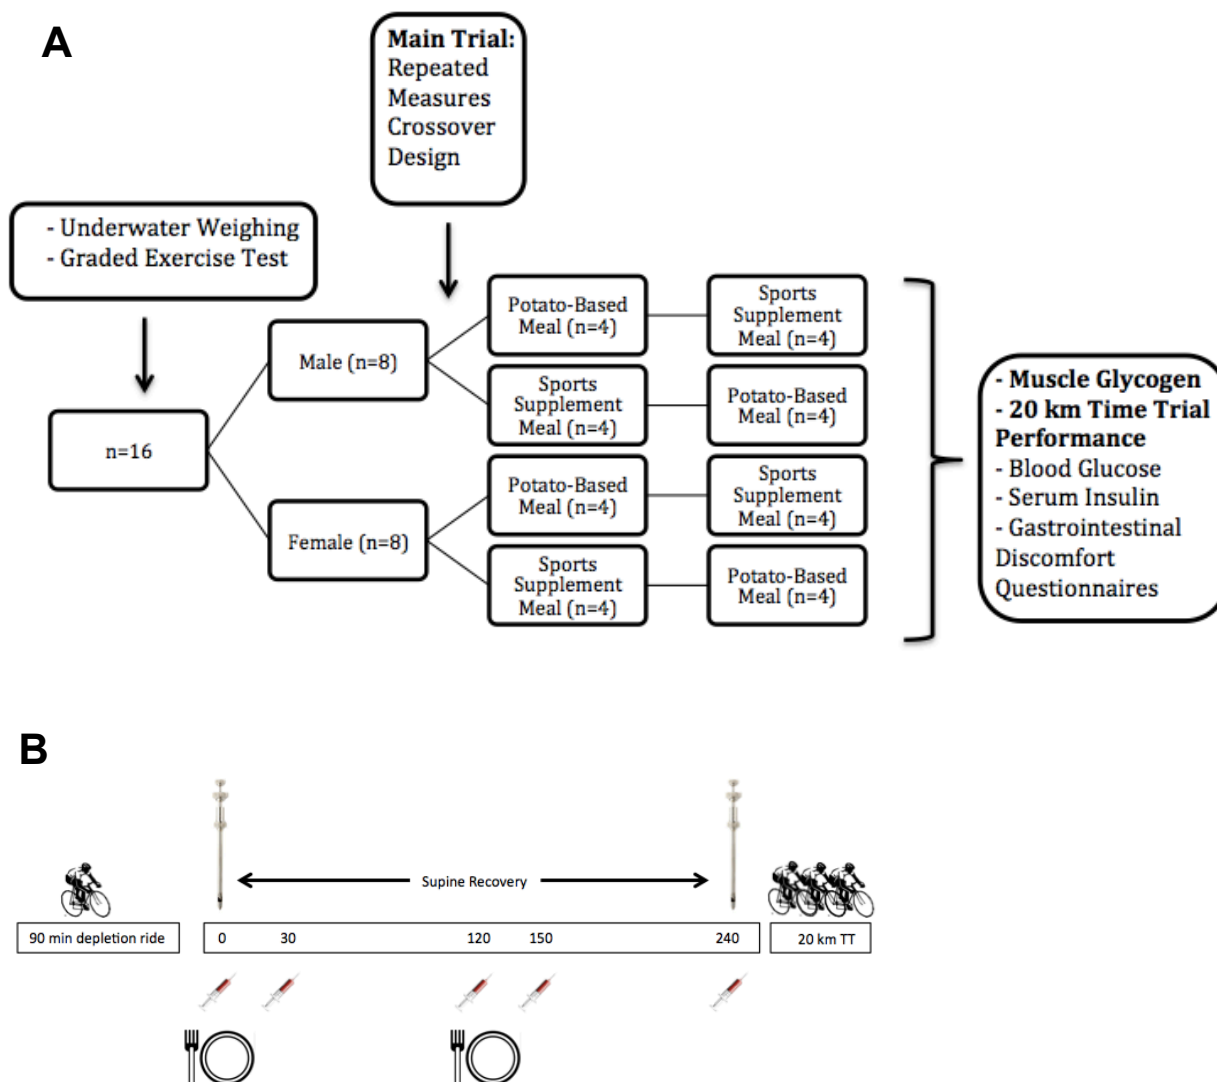 A
Main Trial:
Repeated
Measures
Crossover
Design
- Underwater Weighing
- Graded Exercise Test
n=16
Male (n=8)
Female (n=8)
Potato-Based
Meal (n=4)
Sports
Supplement
Meal (n=4)
Sports
Supplement
Meal (n=4)
Potato-Based
Meal (n=4)
Potato-Based
Meal (n=4)
Sports
Supplement
Meal (n=4)
Sports
Supplement
Meal (n=4)
Potato-Based
Meal (n=4)
- Muscle Glycogen
- 20 km Time Trial
Performance
- Blood Glucose
- Serum Insulin
- Gastrointestinal
Discomfort
Questionnaires
B
Supine Recovery
90 min depletion ride
0 30 120 150 240
20 km TT